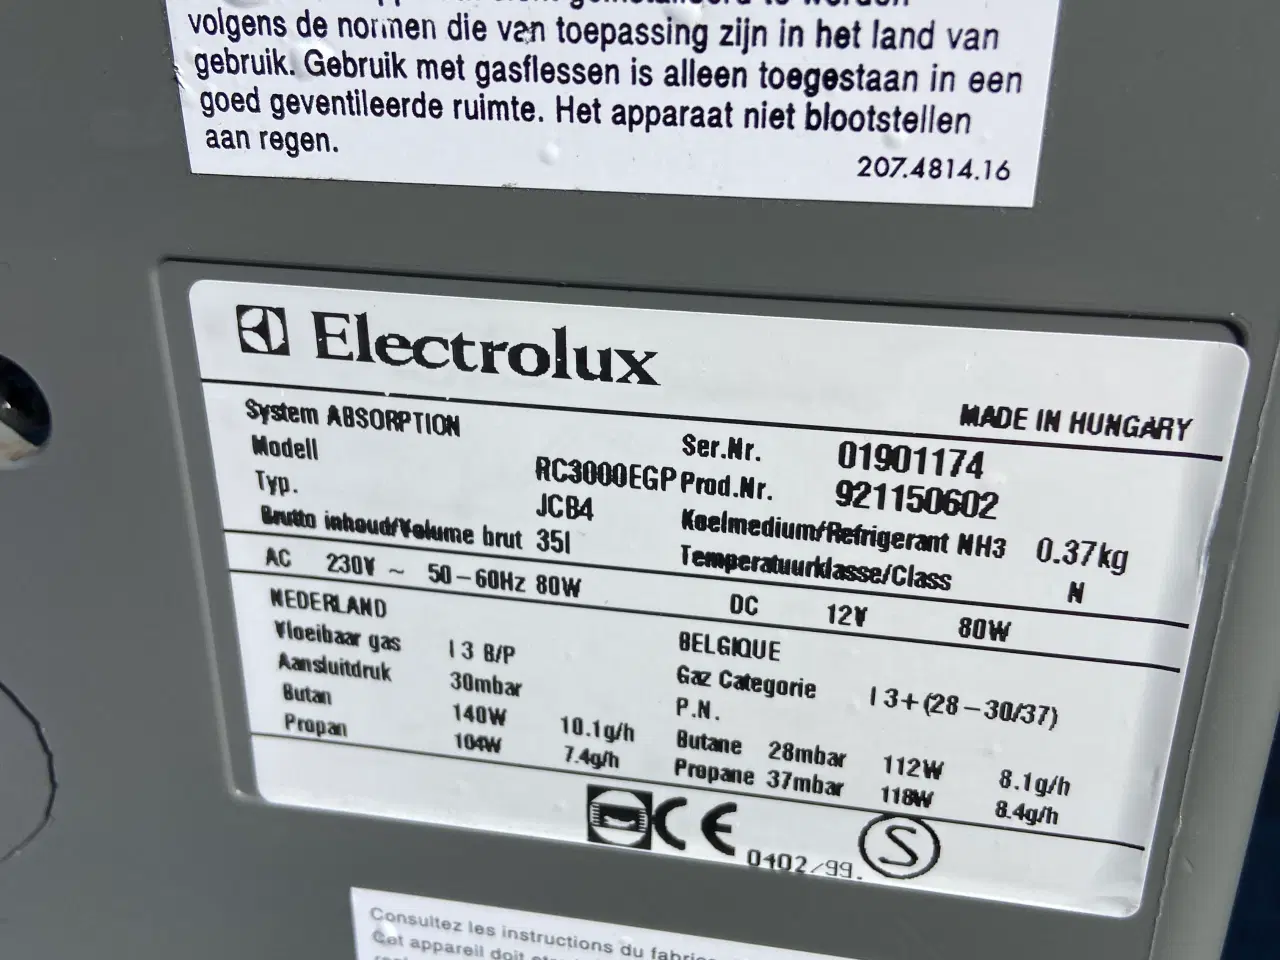 volgens de normen die van toepassing zijn in het land van
gebruik. Gebruik met gasflessen is alleen toegestaan in een
goed geventileerde ruimte. Het apparaat niet blootstellen
aan regen.
207.4814.16
Electrolux
MADE IN HUNGARY
System ABSORPTION
Ser.Nr. 01901174
Modell RC3000EGP Prod.Nr. 921150602
Typ. JCB4 Koelmedium/Refrigerant NH3 0.37kg
Brutto inhoud/Volume brut 35l Temperatuurklasse/Class N
AC 230V ~ 50-60Hz 80W DC 12V 80W
NEDERLAND BELGIQUE
Vloeibaar gas I 3 B/P Gaz Categorie I 3+(28-30/37)
Aansluitdruk 30mbar P.N.
Butan 140W 10.1g/h Butane 28mbar 112W 8.1g/h
Propan 104W 7.4g/h Propane 37mbar 118W 8.4g/h
CE 0402/99. S
Consultez les instructions du
Cet appareil doit